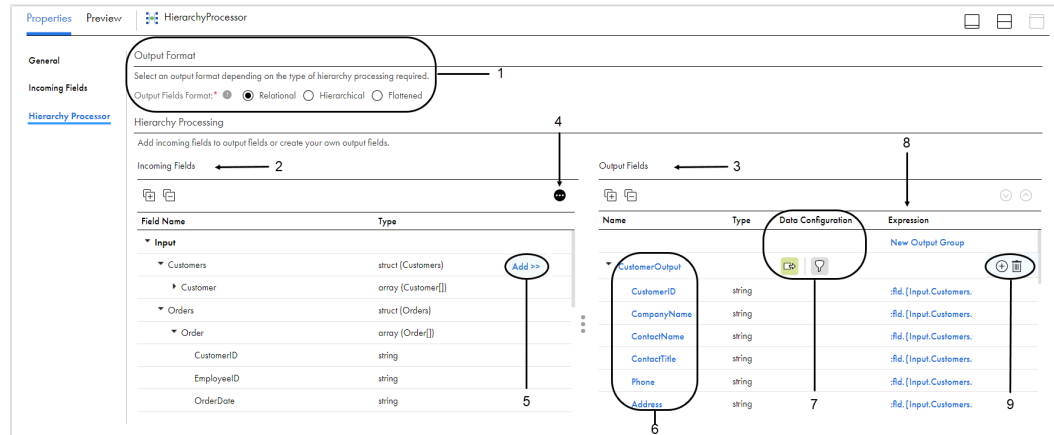 Properties Preview HierarchyProcessor
General
Incoming Fields
Hierarchy Processor
Output Format
Select an output format depending on the type of hierarchy processing required.
Output Fields Format:* Relational Hierarchical Flattened
1
Hierarchy Processing
Add incoming fields to output fields or create your own output fields.
4
8
Incoming Fields 2
Output Fields 3
Field Name Type
Input
Customers struct (Customers) Add >>
Customer array (Customer[])
Orders struct (Orders)
Order array (Order[])
CustomerID string
EmployeeID string
OrderDate string
5
Name Type Data Configuration Expression
New Output Group
CustomerOutput
CustomerID string :fld.{Input.Customers.
CompanyName string :fld.{Input.Customers.
ContactName string :fld.{Input.Customers.
ContactTitle string :fld.{Input.Customers.
Phone string :fld.{Input.Customers.
Address string :fld.{Input.Customers.
6
7
9